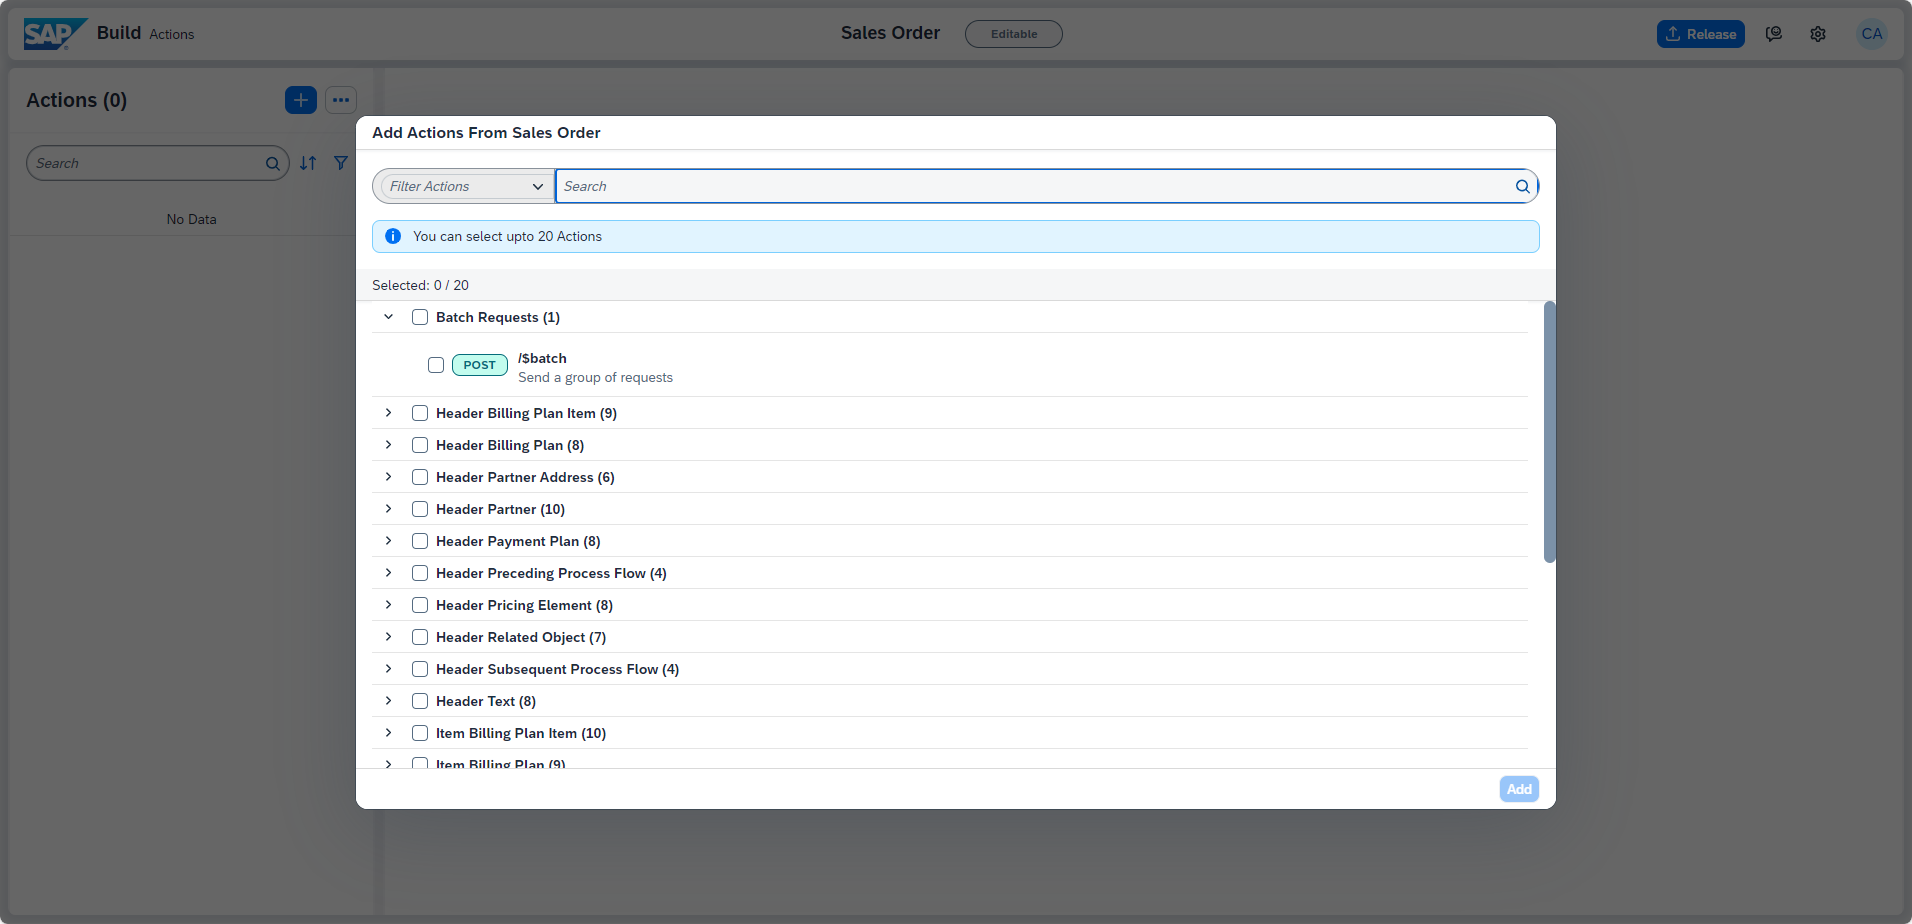 SAP Build Actions
Sales Order
Editable
Release
CA
Actions (0)
Search
No Data
Add Actions From Sales Order
Filter Actions
Search
You can select upto 20 Actions
Selected: 0 / 20
Batch Requests (1)
POST
/$batch
Send a group of requests
Header Billing Plan Item (9)
Header Billing Plan (8)
Header Partner Address (6)
Header Partner (10)
Header Payment Plan (8)
Header Preceding Process Flow (4)
Header Pricing Element (8)
Header Related Object (7)
Header Subsequent Process Flow (4)
Header Text (8)
Item Billing Plan Item (10)
Item Billing Plan (9)
Add